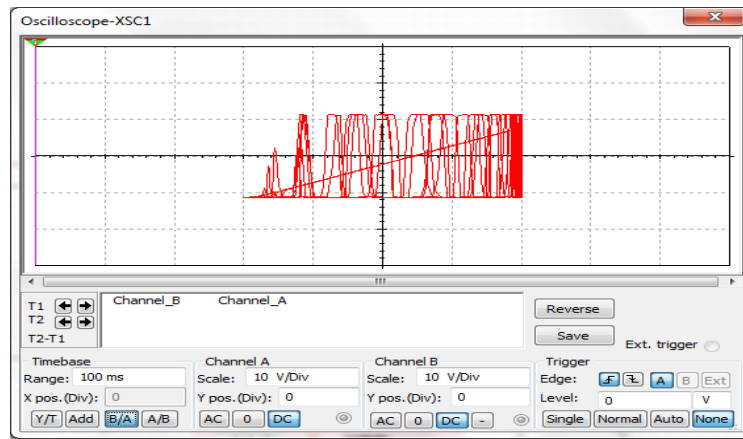 Oscilloscope-XSC1
T1
T2
T2-T1
Channel_B Channel_A
Reverse
Save
Ext. trigger
Timebase
Range: 100 ms
X pos.(Div): 0
Y/T Add B/A A/B
Channel A
Scale: 10 V/Div
Y pos.(Div): 0
AC 0 DC
Channel B
Scale: 10 V/Div
Y pos.(Div): 0
AC 0 DC -
Trigger
Edge: A B Ext
Level: 0 V
Single Normal Auto None